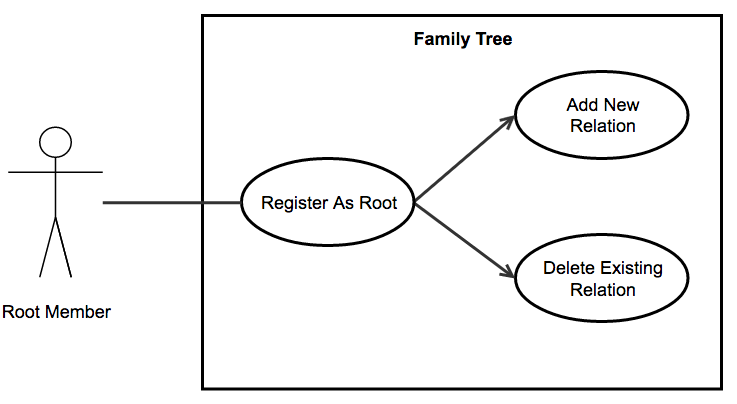 Family Tree
Add New
Relation
Register As Root
Delete Existing
Relation
Root Member